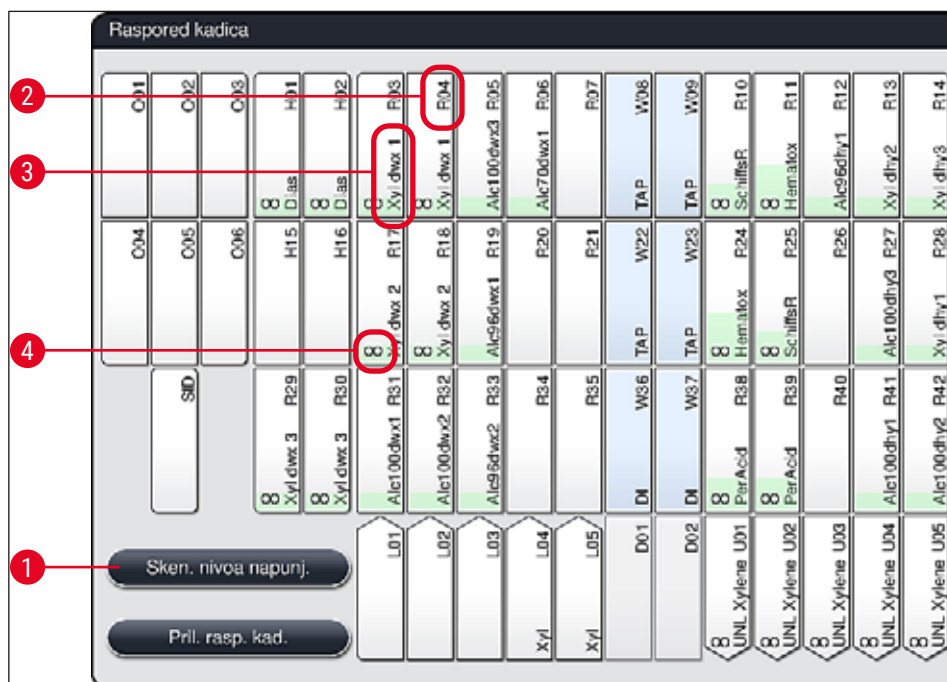 Raspored kadica
2
3
4
1
C01
C02
C03
H01 Dias 8
H02 Dias 8
R03 Xyl dwx 1 8
R04 Xyl dwx 1 8
R05 Alc100dwx3
R06 Alc70dwx1
R07
W08 TAP
W09 TAP
R10 SchiffsR 8
R11 Hematox 8
R12 Alc96dhy1
R13 Xyl dhy2
R14 Xyl dhy3
C04
C05
C06
H15
H16
R17 Xyl dwx 2 8
R18 Xyl dwx 2 8
R19 Alc96dwx1
R20
R21
W22 TAP
W23 TAP
R24 Hematox 8
R25 SchiffsR 8
R26
R27 Alc100dhy3
R28 Xyl dhy1
SID
R29 Xyl dwx 3 8
R30 Xyl dwx 3 8
R31 Alc100dwx1
R32 Alc100dwx2
R33 Alc96dwx2
R34
R35
W36 DI
W37 DI
R38 PerAcid 8
R39 PerAcid 8
R40
R41 Alc100dhy1
R42 Alc100dhy2
L01
L02
L03
L04 Xyl
L05 Xyl
D01
D02
UNL Xylene U01 8
UNL Xylene U02 8
UNL Xylene U03 8
UNL Xylene U04 8
UNL Xylene U05 8
Sken. nivoa napunj.
Pril. rasp. kad.